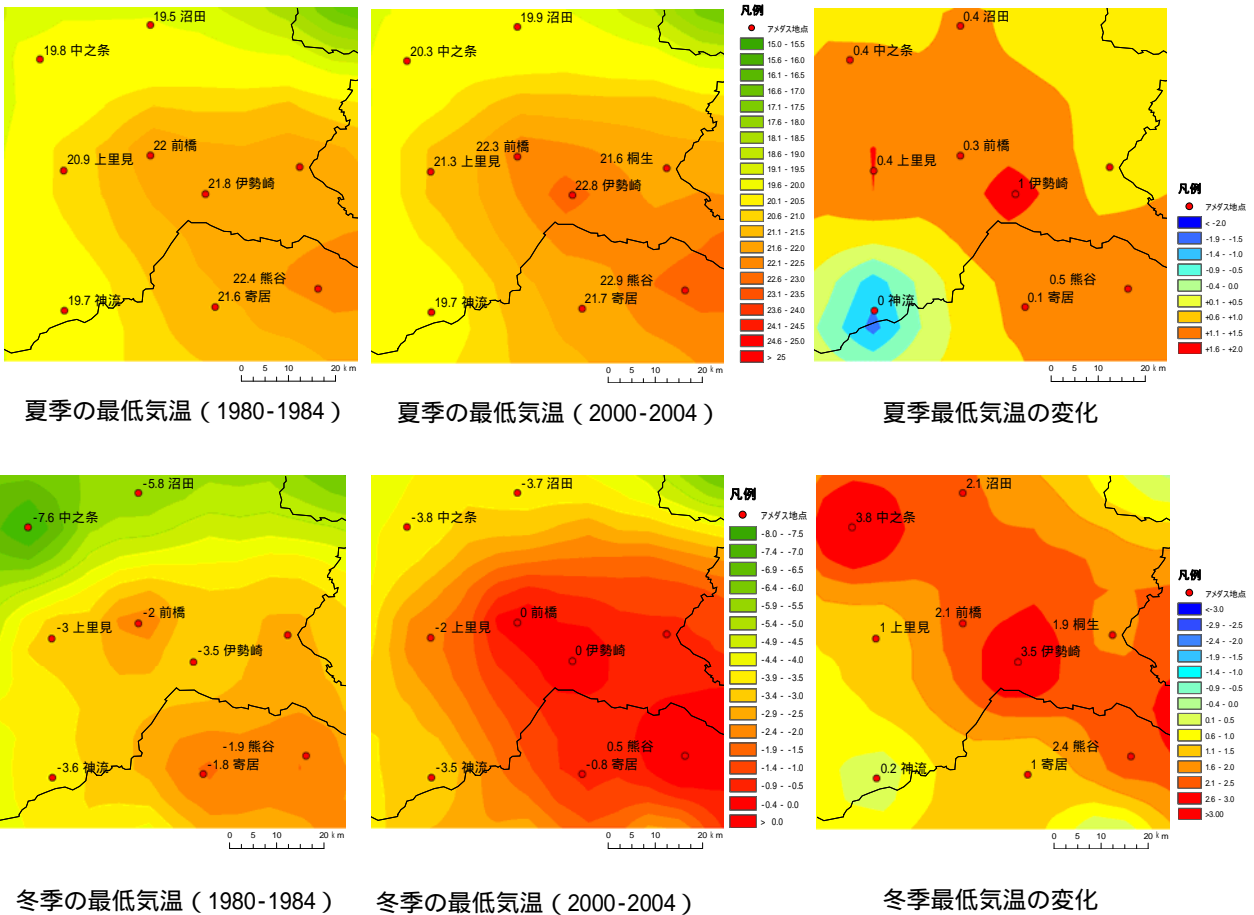 19.5 沼田
19.8 中之条
22 前橋
20.9 上里見
21.8 伊勢崎
22.4 熊谷
21.6 寄居
19.7 神流
0 5 10 20 km
夏季の最低気温（1980-1984）
19.9 沼田
20.3 中之条
22.3 前橋
21.6 桐生
21.3 上里見
22.8 伊勢崎
22.9 熊谷
21.7 寄居
19.7 神流
0 5 10 20 km
夏季の最低気温（2000-2004）
凡例
アメダス地点
15.0 - 15.5
15.6 - 16.0
16.1 - 16.5
16.6 - 17.0
17.1 - 17.5
17.6 - 18.0
18.1 - 18.5
18.6 - 19.0
19.1 - 19.5
19.6 - 20.0
20.1 - 20.5
20.6 - 21.0
21.1 - 21.5
21.6 - 22.0
22.1 - 22.5
22.6 - 23.0
23.1 - 23.5
23.6 - 24.0
24.1 - 24.5
24.6 - 25.0
> 25
0.4 沼田
0.4 中之条
0.3 前橋
0.4 上里見
1 伊勢崎
0.5 熊谷
0.1 寄居
0 神流
0 5 10 20 km
夏季最低気温の変化
凡例
アメダス地点
< -2.0
-1.9 - -1.5
-1.4 - -1.0
-0.9 - -0.5
-0.4 - 0.0
+0.1 - +0.5
+0.6 - +1.0
+1.1 - +1.5
+1.6 - +2.0
-5.8 沼田
-7.6 中之条
-2 前橋
-3 上里見
-3.5 伊勢崎
-1.9 熊谷
-1.8 寄居
-3.6 神流
0 5 10 20 km
冬季の最低気温（1980-1984）
-3.7 沼田
-3.8 中之条
0 前橋
-2 上里見
0 伊勢崎
0.5 熊谷
-0.8 寄居
-3.5 神流
0 5 10 20 km
冬季の最低気温（2000-2004）
凡例
アメダス地点
-8.0 - -7.5
-7.4 - -7.0
-6.9 - -6.5
-6.4 - -6.0
-5.9 - -5.5
-5.4 - -5.0
-4.9 - -4.5
-4.4 - -4.0
-3.9 - -3.5
-3.4 - -3.0
-2.9 - -2.5
-2.4 - -2.0
-1.9 - -1.5
-1.4 - -1.0
-0.9 - -0.5
-0.4 - 0.0
> 0.0
2.1 沼田
3.8 中之条
2.1 前橋
1.9 桐生
1 上里見
3.5 伊勢崎
2.4 熊谷
1 寄居
0.2 神流
0 5 10 20 km
冬季最低気温の変化
凡例
アメダス地点
<-3.0
-2.9 - -2.5
-2.4 - -2.0
-1.9 - -1.5
-1.4 - -1.0
-0.9 - -0.5
-0.4 - 0.0
0.1 - 0.5
0.6 - 1.0
1.1 - 1.5
1.6 - 2.0
2.1 - 2.5
2.6 - 3.0
>3.00